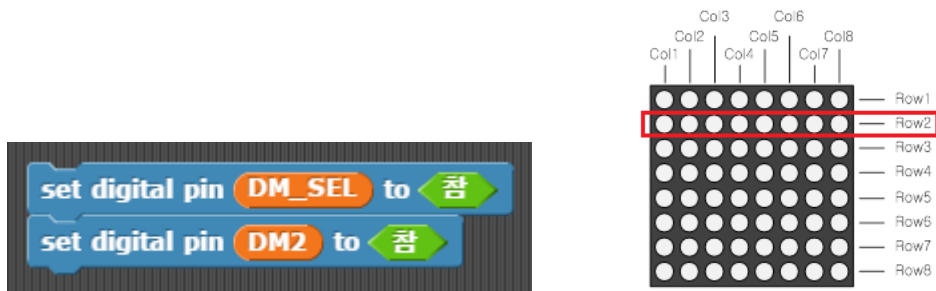 set digital pin DM_SEL to 참
set digital pin DM2 to 참
Col3 Col6
Col2 Col5 Col8
Col1 Col4 Col7
Row1
Row2
Row3
Row4
Row5
Row6
Row7
Row8